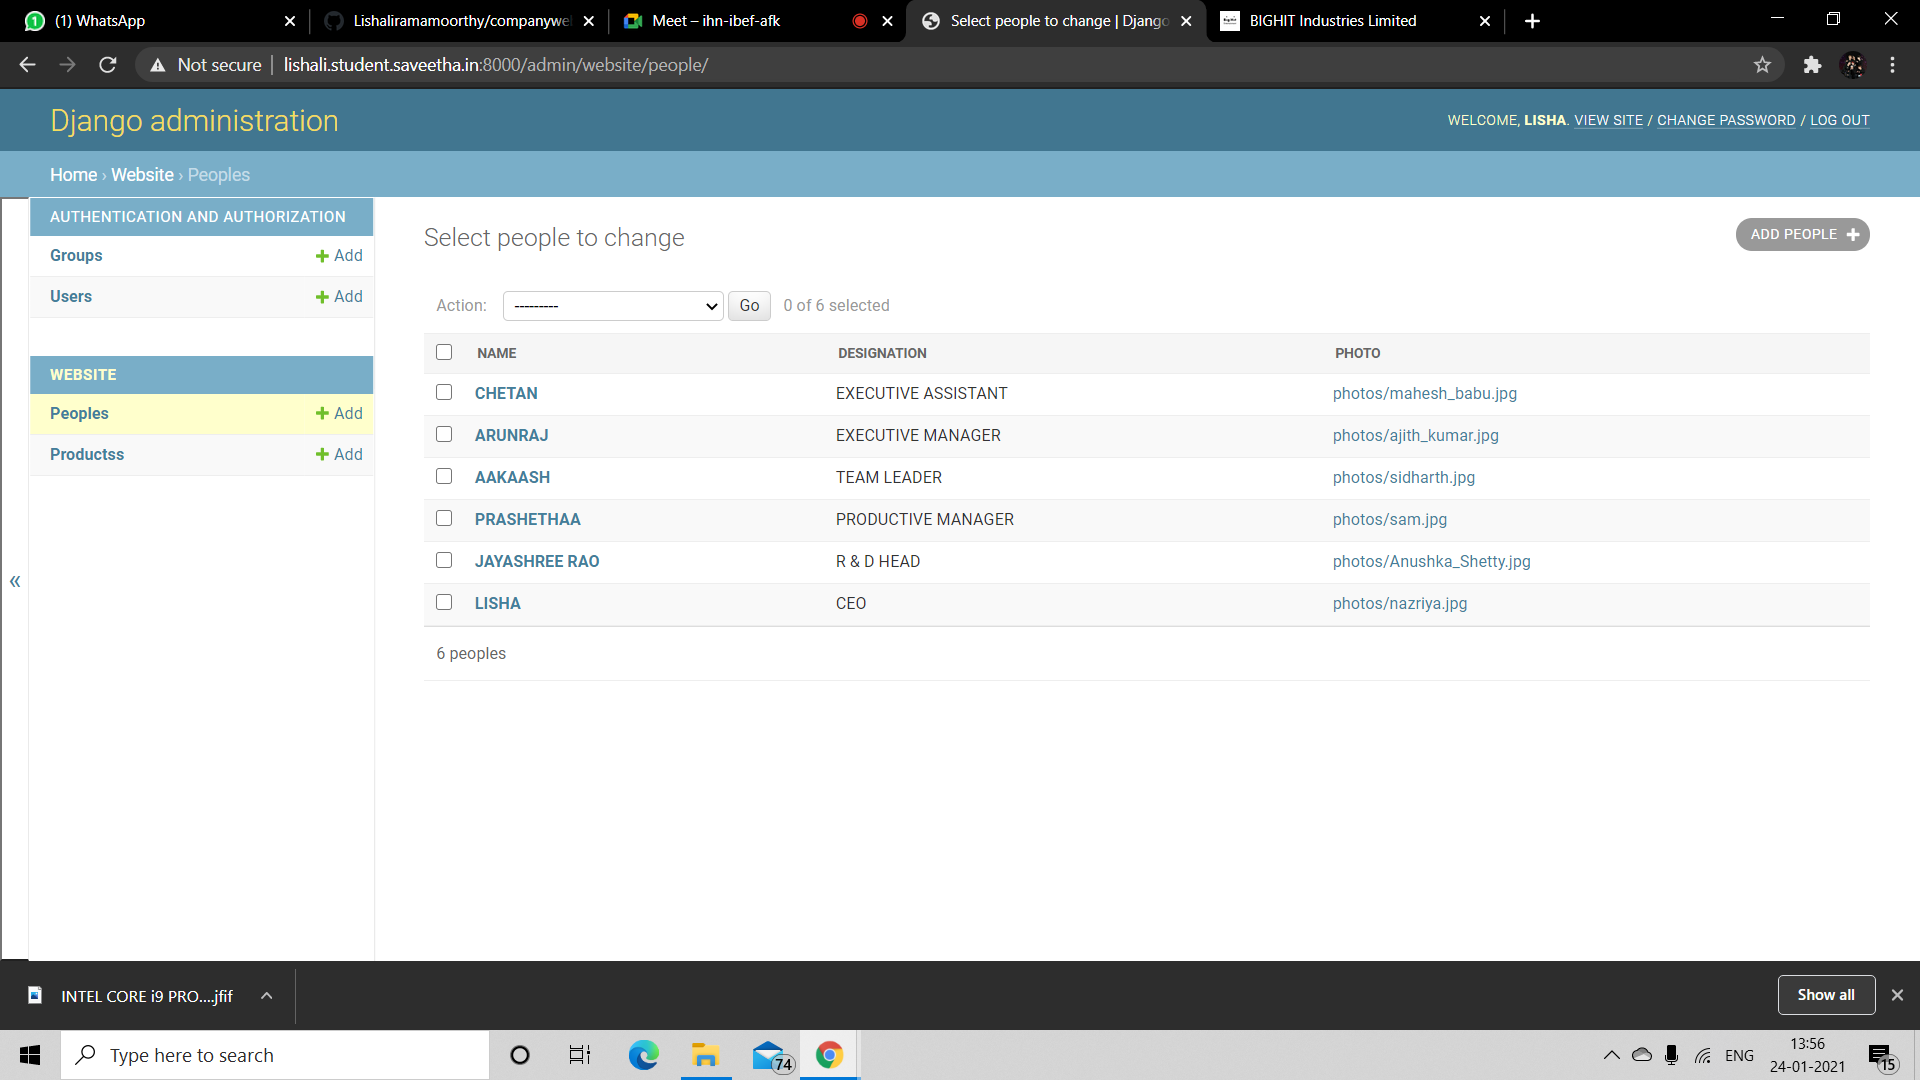 (1) WhatsApp
Lishaliramamoorthy/companywel
Meet – ihn-ibef-afk
Select people to change | Django
BIGHIT Industries Limited
Not secure | lishali.student.saveetha.in:8000/admin/website/people/
Django administration
WELCOME, LISHA. VIEW SITE / CHANGE PASSWORD / LOG OUT
Home › Website › Peoples
AUTHENTICATION AND AUTHORIZATION
Groups + Add
Users + Add
WEBSITE
Peoples + Add
Productss + Add
«
Select people to change
ADD PEOPLE +
Action: --------- Go 0 of 6 selected
NAME DESIGNATION PHOTO
CHETAN EXECUTIVE ASSISTANT photos/mahesh_babu.jpg
ARUNRAJ EXECUTIVE MANAGER photos/ajith_kumar.jpg
AAKAASH TEAM LEADER photos/sidharth.jpg
PRASHETHAA PRODUCTIVE MANAGER photos/sam.jpg
JAYASHREE RAO R & D HEAD photos/Anushka_Shetty.jpg
LISHA CEO photos/nazriya.jpg
6 peoples
INTEL CORE i9 PRO....jfif
Show all
Type here to search
74
ENG
13:56
24-01-2021
15